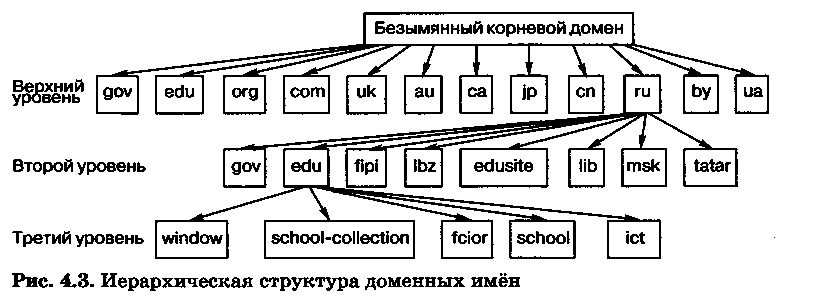 Безымянный корневой домен
Верхний уровень
gov edu org com uk au ca jp cn ru by ua
Второй уровень
gov edu fipi lbz edusite lib msk tatar
Третий уровень
window school-collection fcior school ict
Рис. 4.3. Иерархическая структура доменных имён